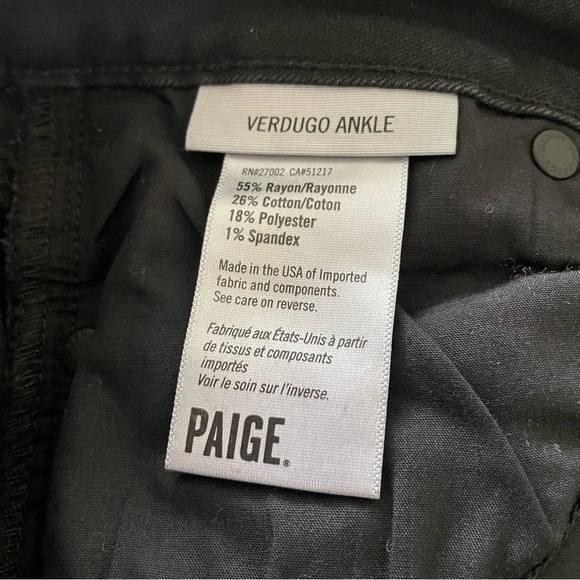 VERDUGO ANKLE
RN#27002 CA#51217
55% Rayon/Rayonne
26% Cotton/Coton
18% Polyester
1% Spandex
Made in the USA of Imported
fabric and components.
See care on reverse.
Fabriqué aux États-Unis à partir
de tissus et composants
importés
Voir le soin sur l'inverse.
PAIGE®